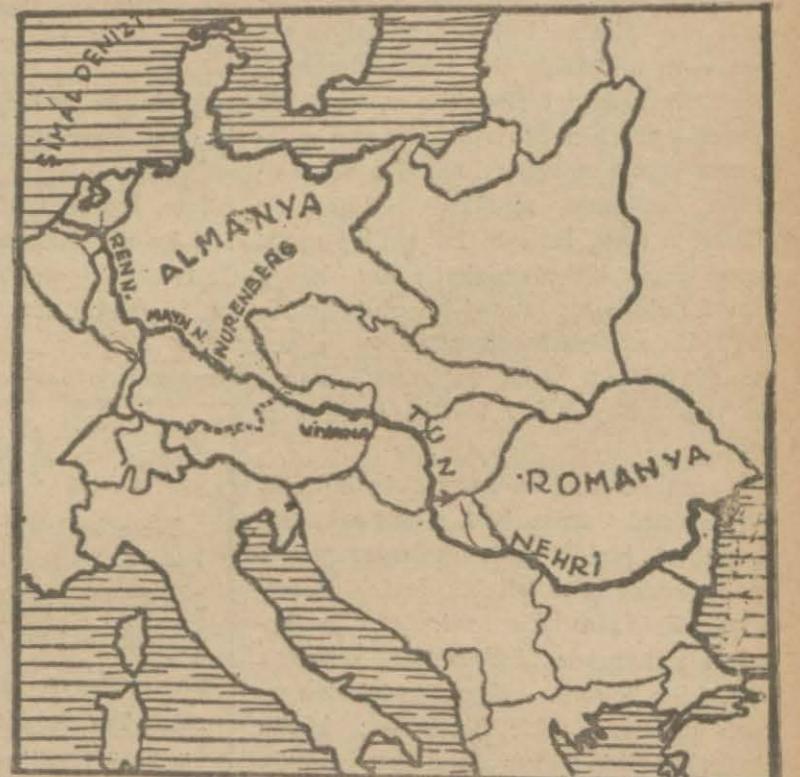 ŞİMAL DENİZİ
ALMANYA
RENN.
MAYN N.
NURENBERG
VİYANA
TUNA
ROMANYA
NEHRİ